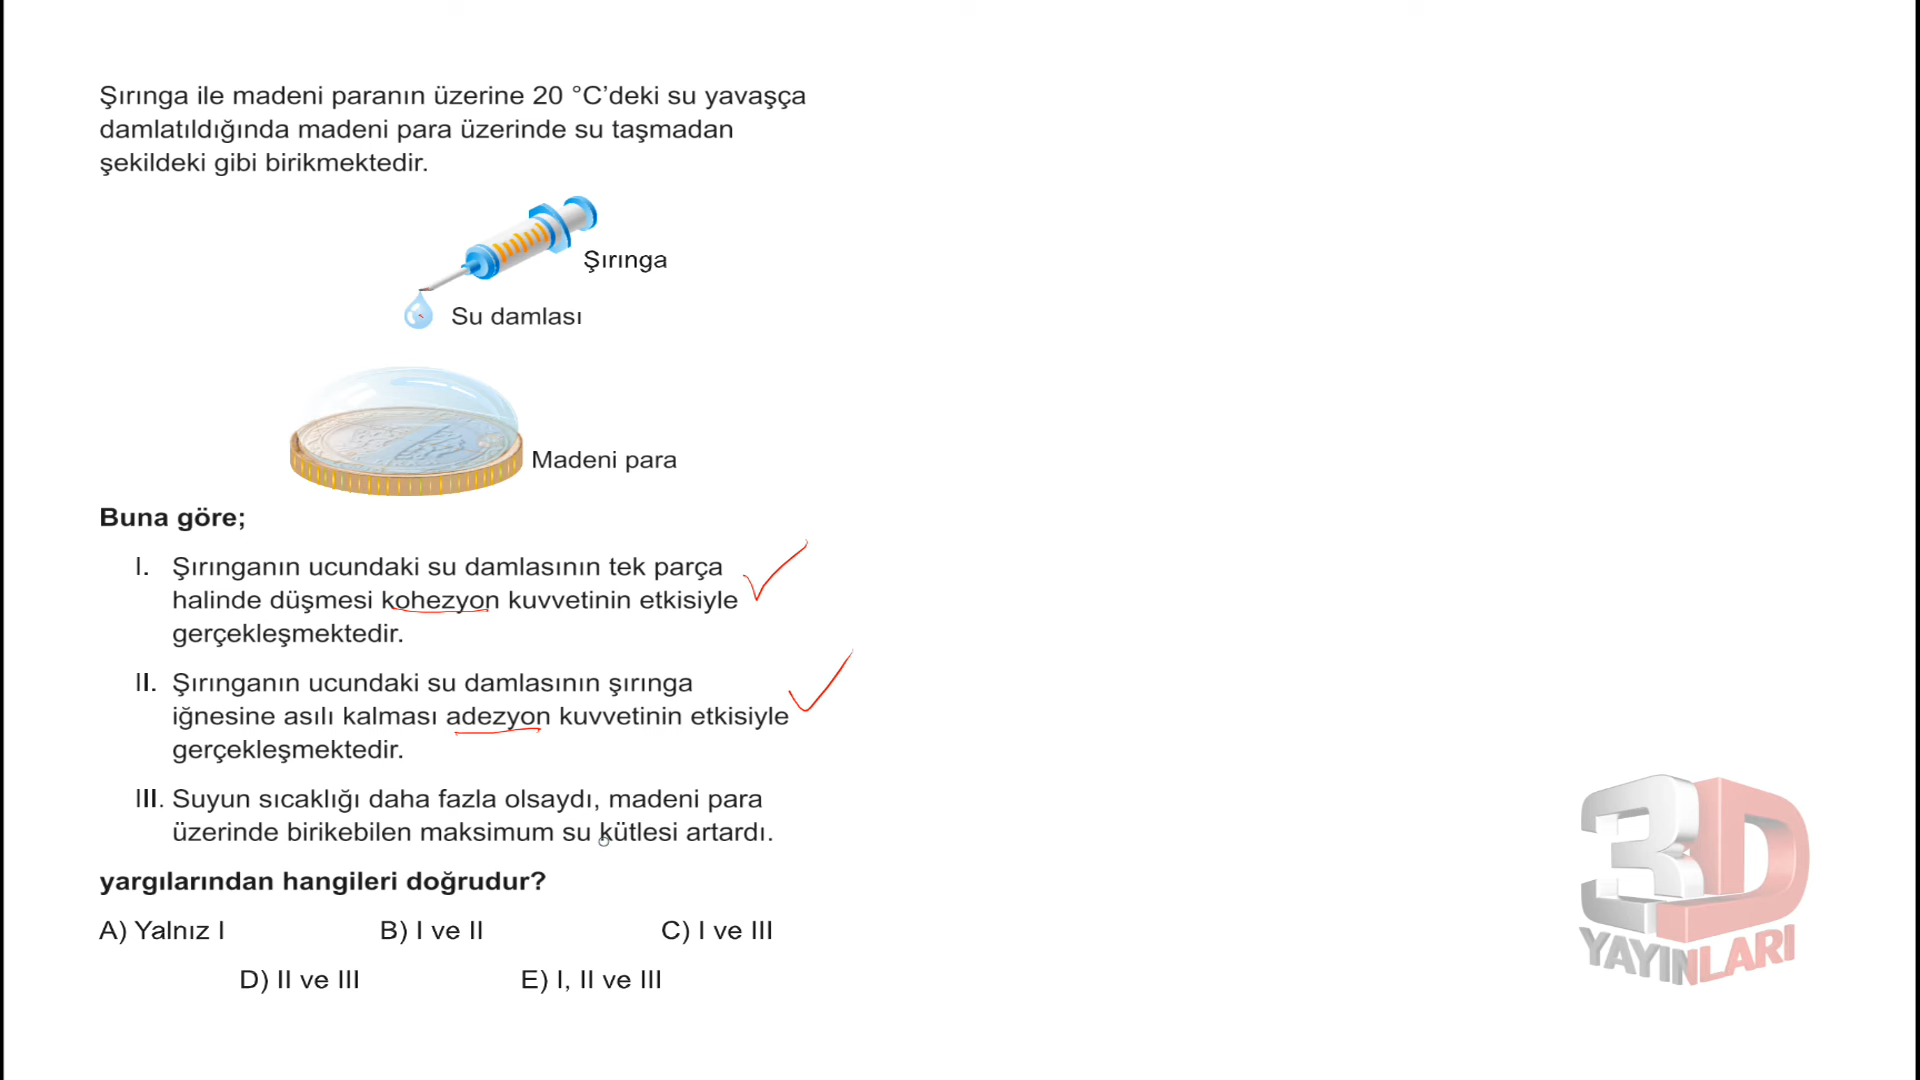 Şırınga ile madeni paranın üzerine 20 °C'deki su yavaşça
damlatıldığında madeni para üzerinde su taşmadan
şekildeki gibi birikmektedir.
Şırınga
Su damlası
Madeni para
Buna göre;
I. Şırınganın ucundaki su damlasının tek parça
halinde düşmesi kohezyon kuvvetinin etkisiyle
gerçekleşmektedir.
II. Şırınganın ucundaki su damlasının şırınga
iğnesine asılı kalması adezyon kuvvetinin etkisiyle
gerçekleşmektedir.
III. Suyun sıcaklığı daha fazla olsaydı, madeni para
üzerinde birikebilen maksimum su kütlesi artardı.
yargılarından hangileri doğrudur?
A) Yalnız I B) I ve II C) I ve III
D) II ve III E) I, II ve III
3D
YAYINLARI